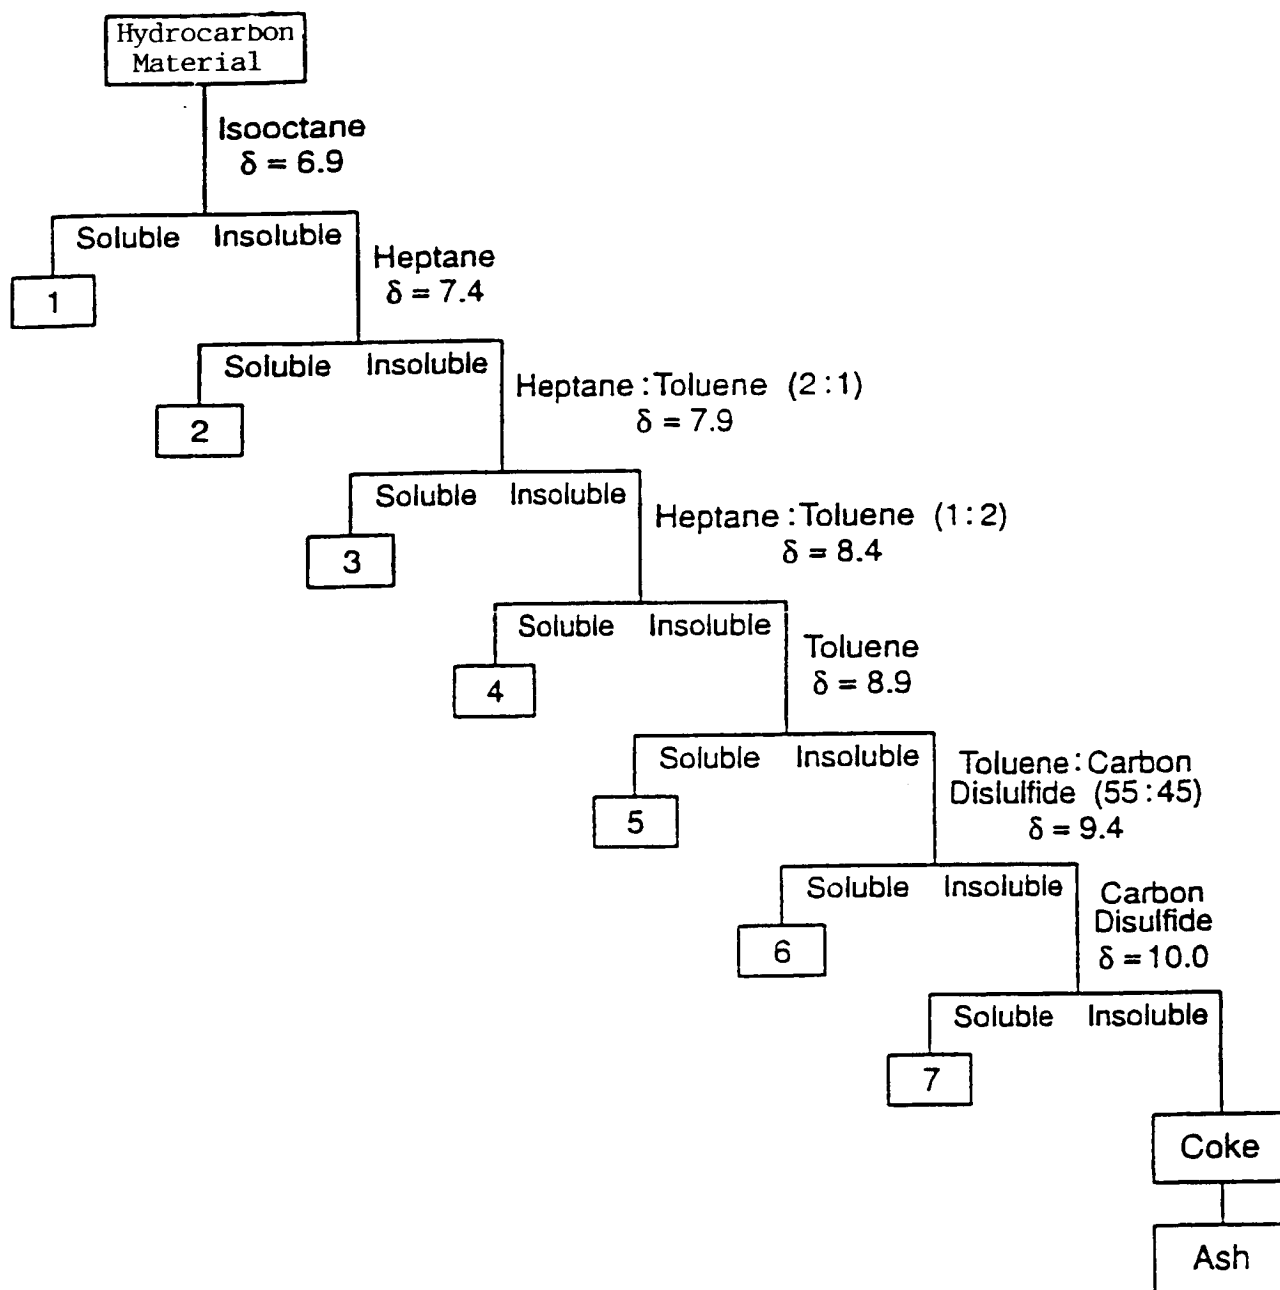 Hydrocarbon
Material
Isooctane
δ = 6.9
Soluble Insoluble
1
Heptane
δ = 7.4
Soluble Insoluble
2
Heptane : Toluene (2 : 1)
δ = 7.9
Soluble Insoluble
3
Heptane : Toluene (1 : 2)
δ = 8.4
Soluble Insoluble
4
Toluene
δ = 8.9
Soluble Insoluble
5
Toluene : Carbon
Dislulfide (55 : 45)
δ = 9.4
Soluble Insoluble
6
Carbon
Disulfide
δ = 10.0
Soluble Insoluble
7
Coke
Ash